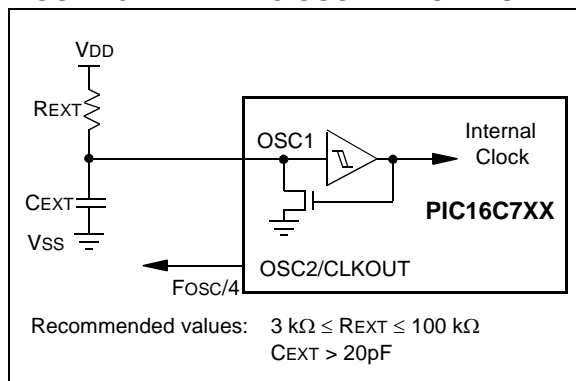 VDD
REXT
OSC1
Internal
Clock
CEXT
PIC16C7XX
VSS
OSC2/CLKOUT
FOSC/4
Recommended values: 3 kΩ ≤ REXT ≤ 100 kΩ
CEXT > 20pF